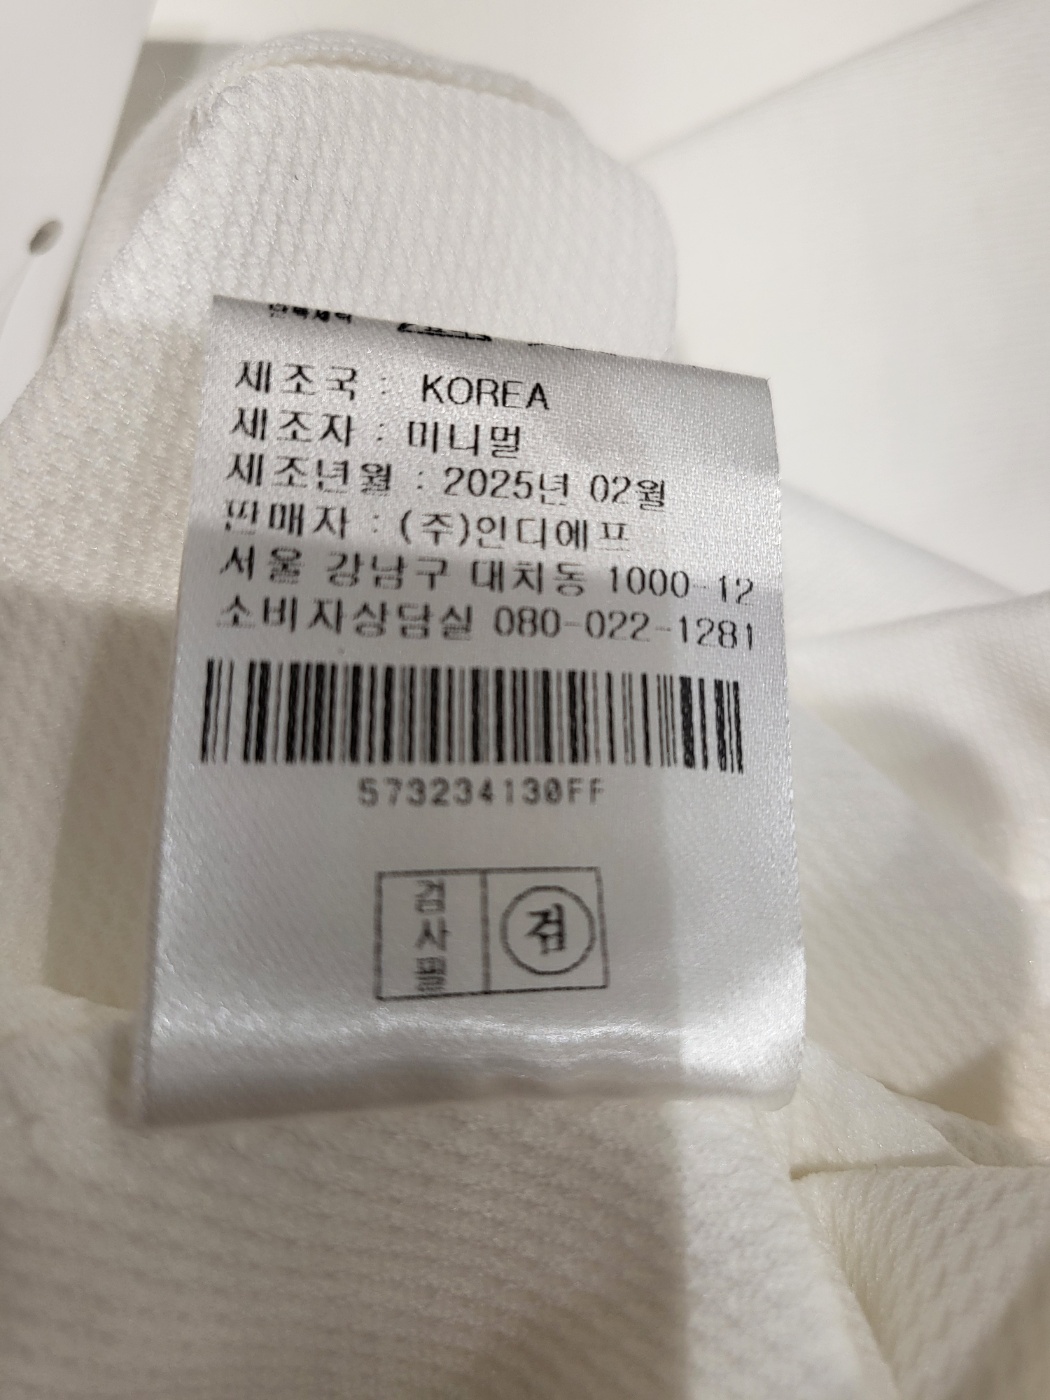 제조국 : KOREA
제조자 : 미니멀
제조년월 : 2025년 02월
판매자 : (주)인디에프
서울 강남구 대치동 1000-12
소비자상담실 080-022-1281
573234130FF
검사필
검